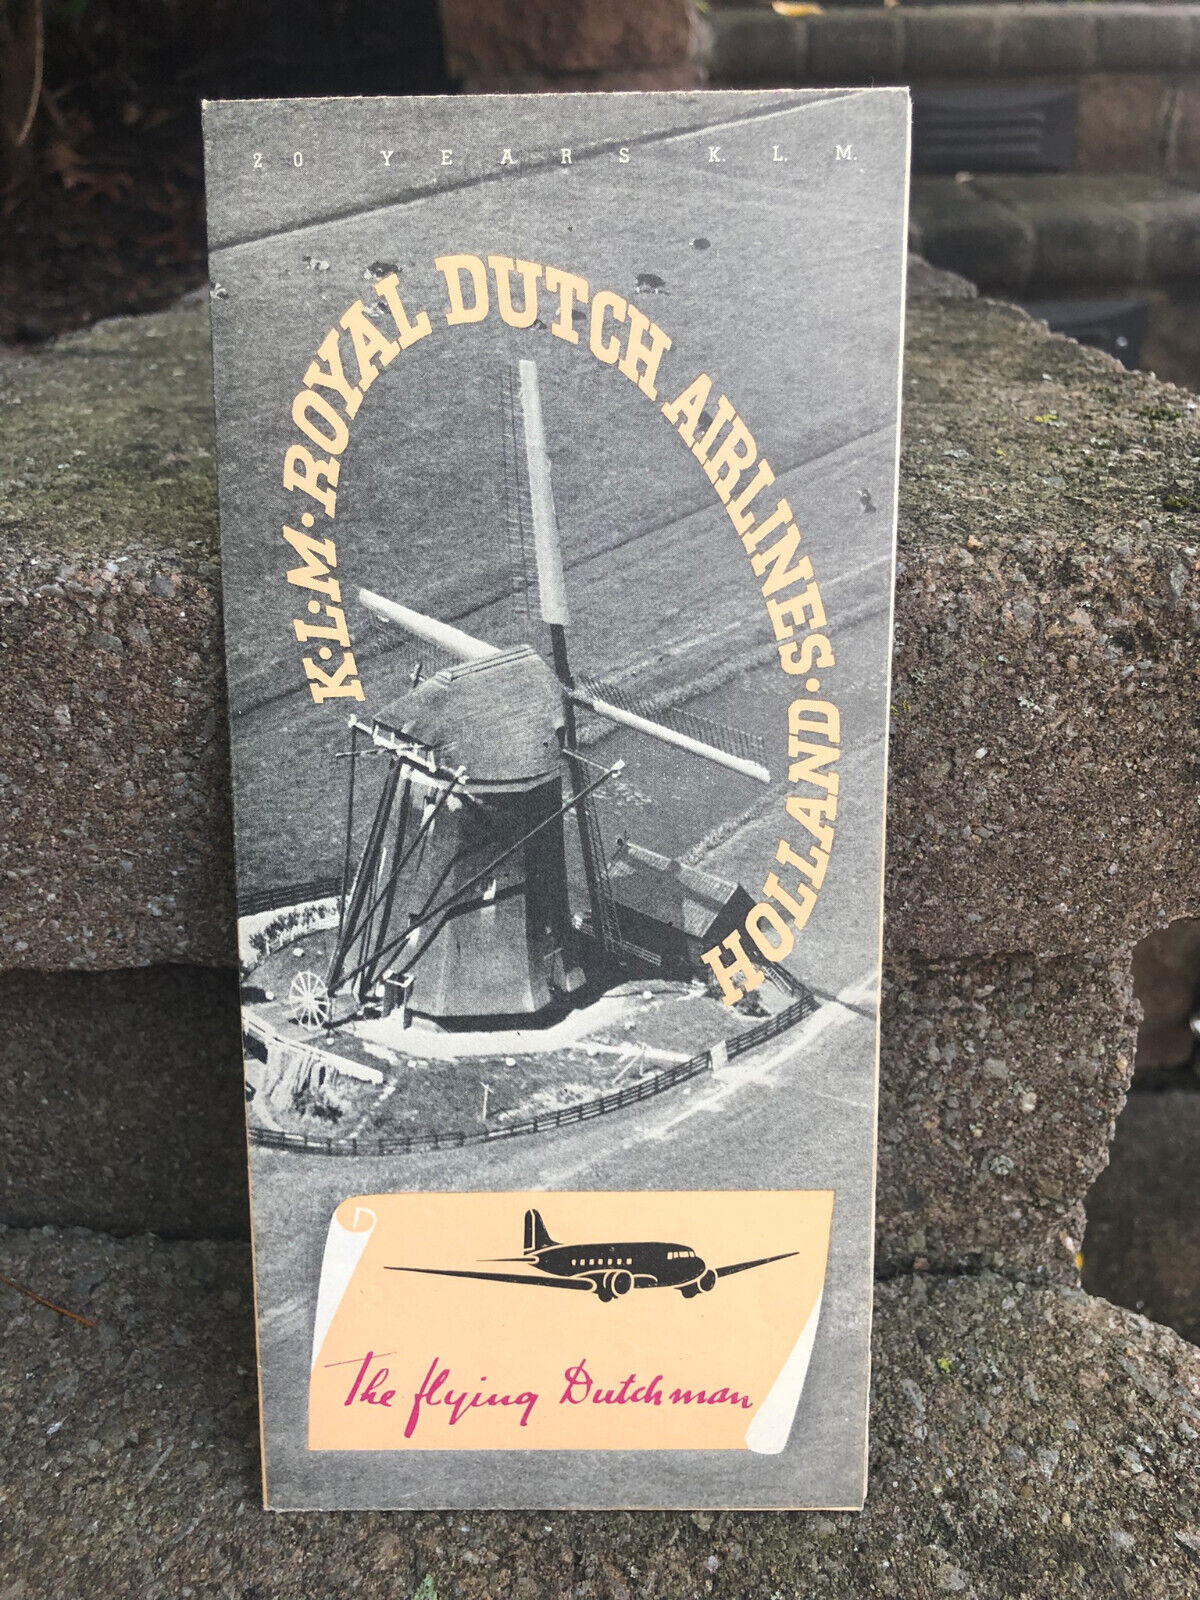 20 YEARS K.L.M.
K·L·M·ROYAL DUTCH AIRLINES·HOLLAND
The flying Dutchman